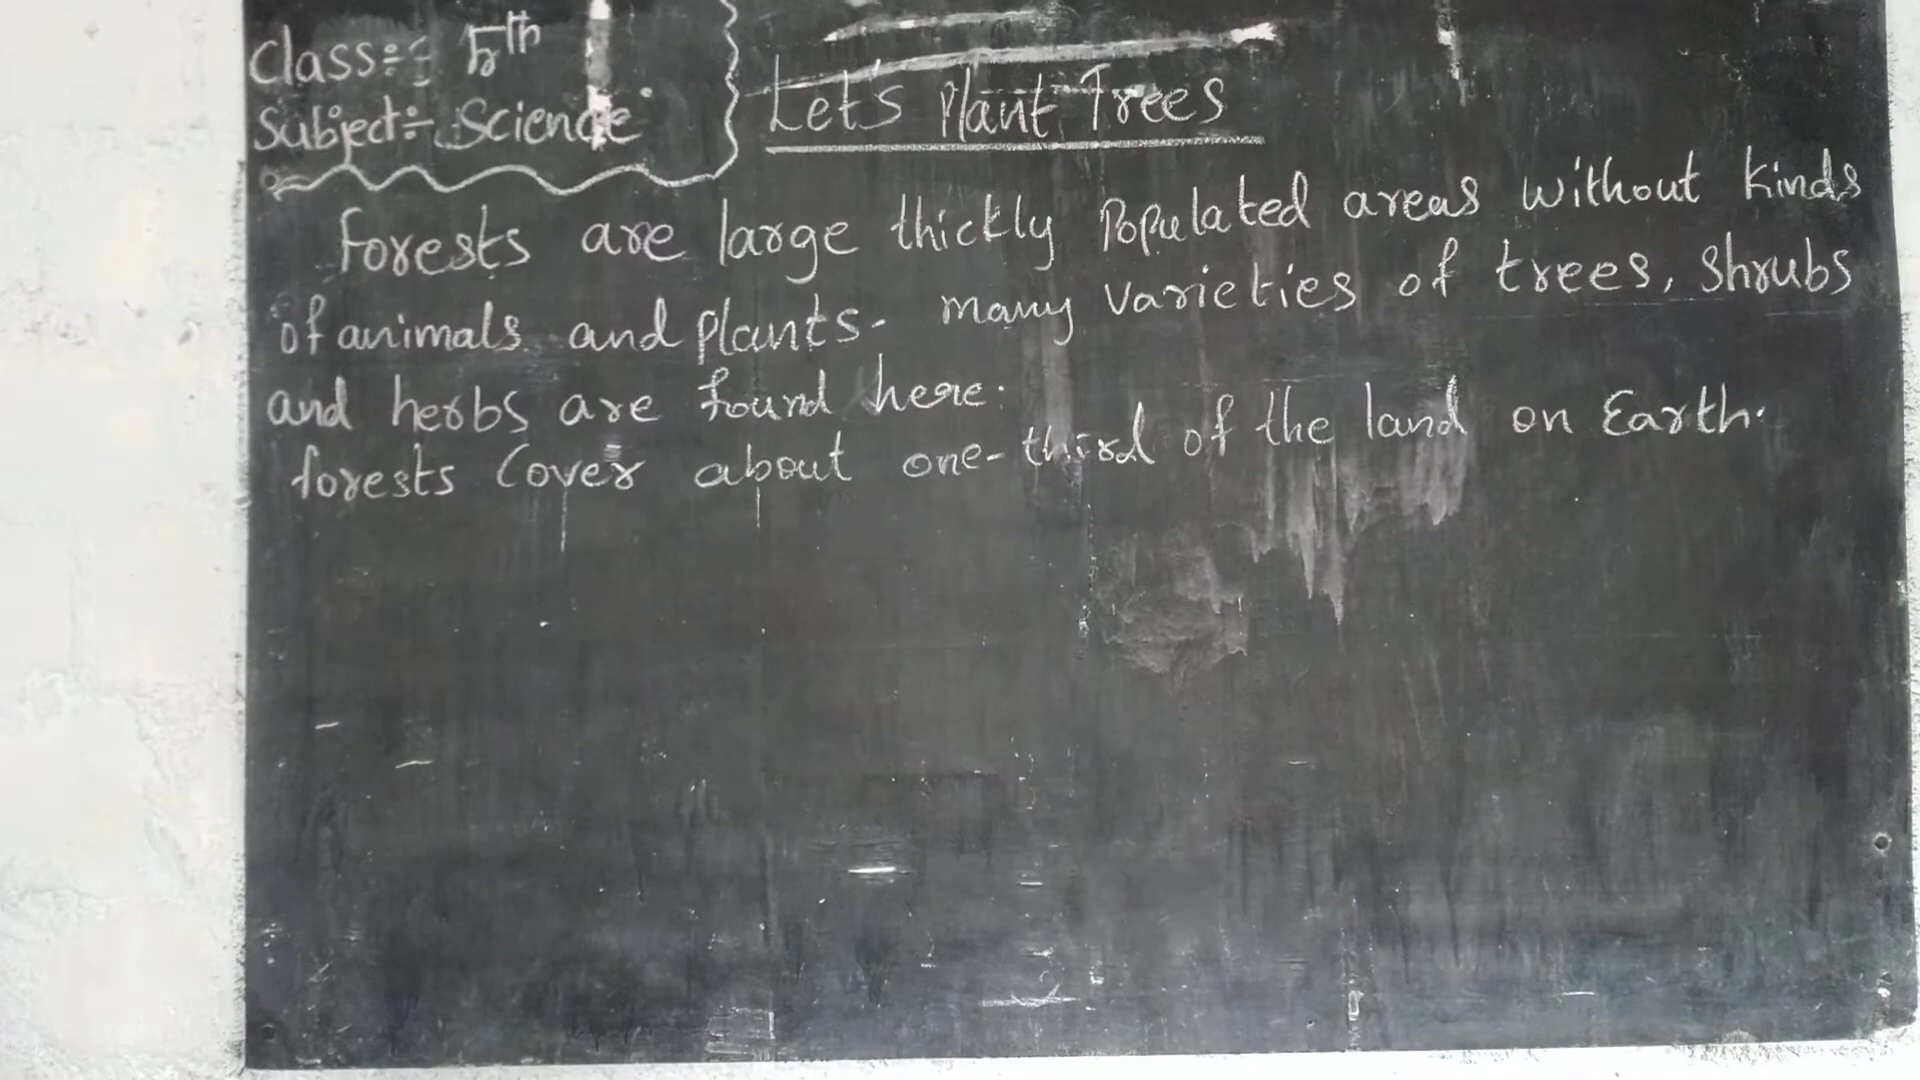 Class:- 5th
Subject:- Science
Let's Plant Trees
Forests are large thickly Populated areas without kinds
of animals and plants. many varieties of trees, shrubs
and herbs are found here.
forests Cover about one-third of the land on Earth.